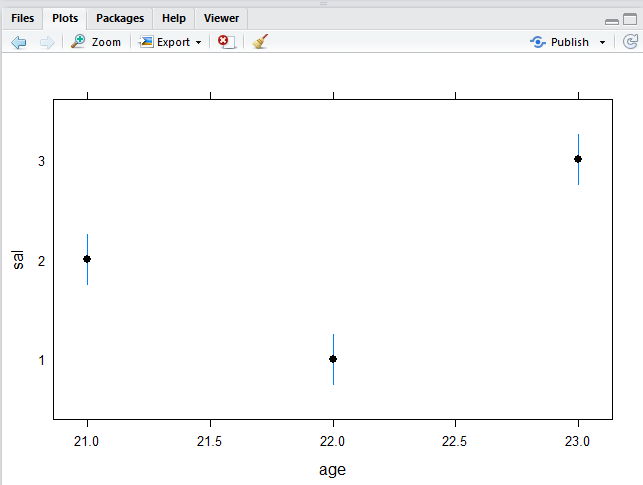 Files Plots Packages Help Viewer
Zoom Export Publish
3
2
1
sal
21.0 21.5 22.0 22.5 23.0
age